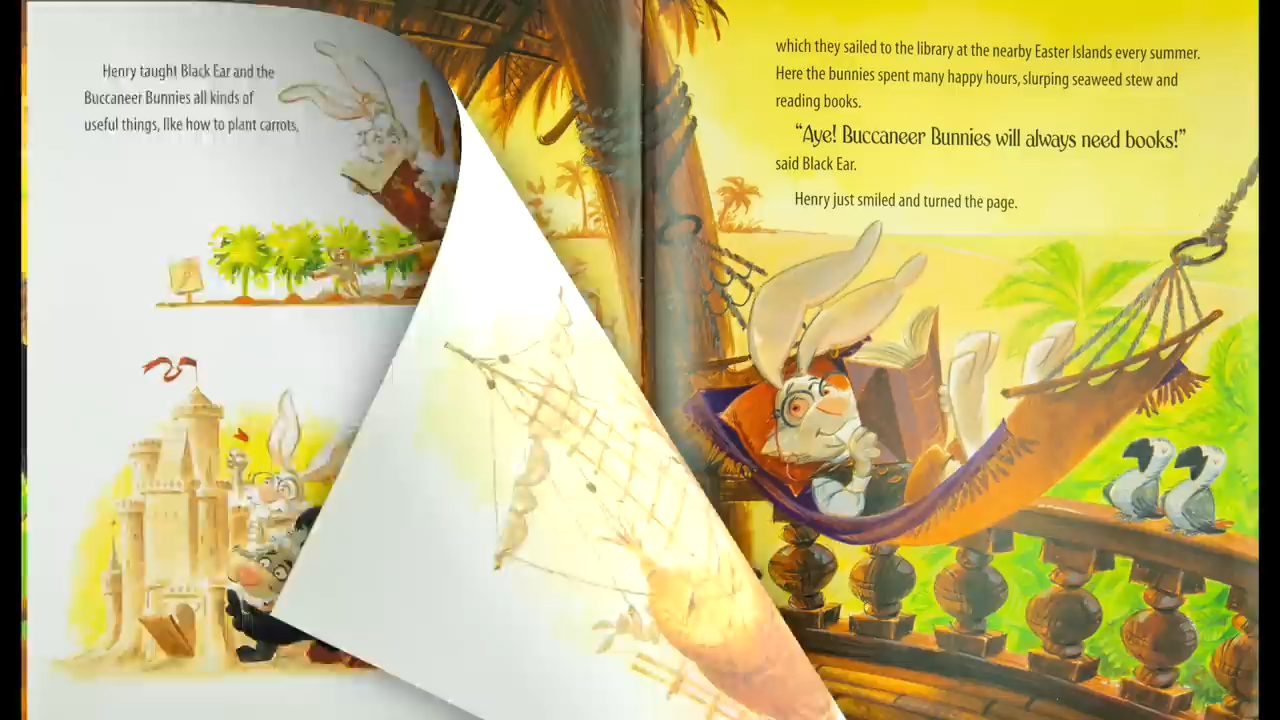 Henry taught Black Ear and the
Buccaneer Bunnies all kinds of
useful things, like how to plant carrots,
which they sailed to the library at the nearby Easter Islands every summer.
Here the bunnies spent many happy hours, slurping seaweed stew and
reading books.
“Aye! Buccaneer Bunnies will always need books!”
said Black Ear.
Henry just smiled and turned the page.